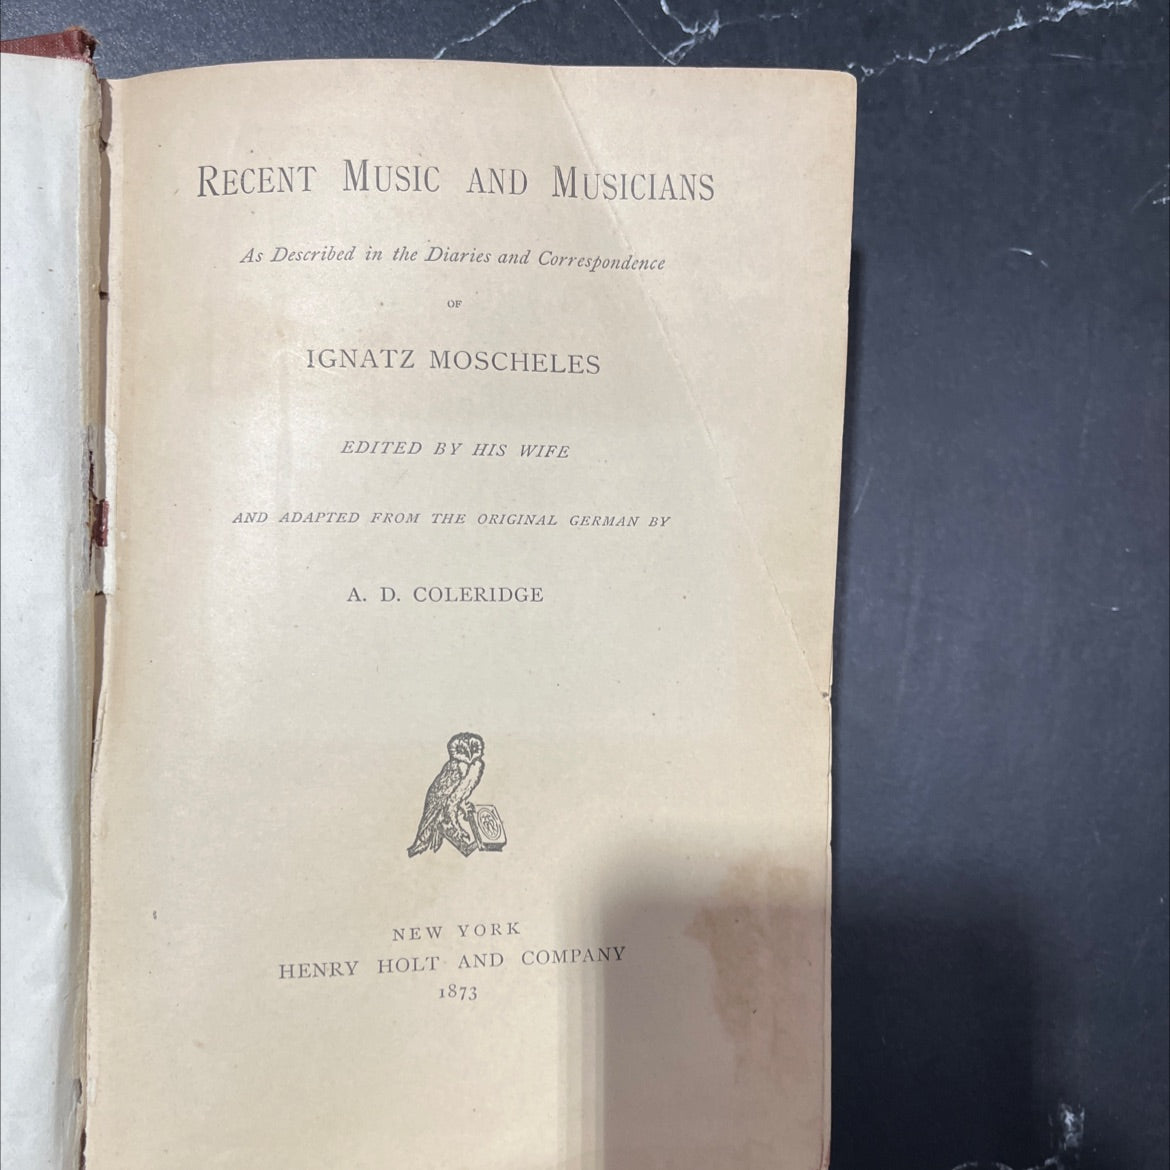 RECENT MUSIC AND MUSICIANS
As Described in the Diaries and Correspondence
OF
IGNATZ MOSCHELES
EDITED BY HIS WIFE
AND ADAPTED FROM THE ORIGINAL GERMAN BY
A. D. COLERIDGE
NEW YORK
HENRY HOLT AND COMPANY
1873